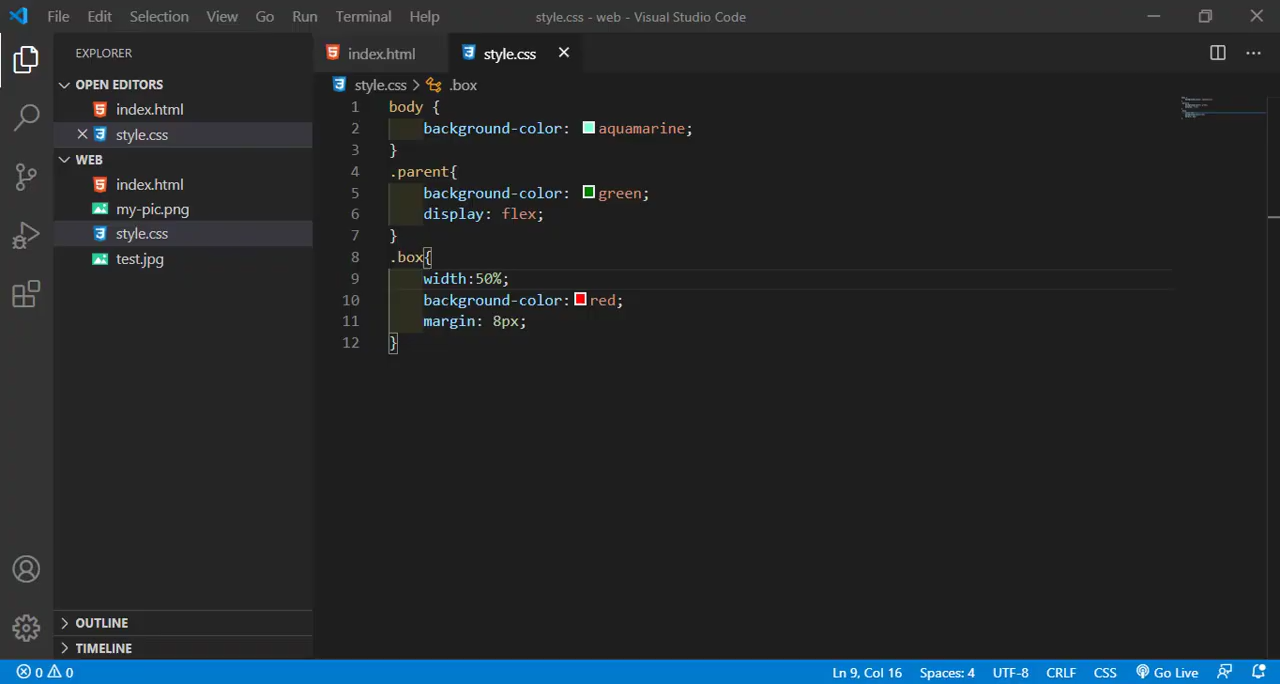 File Edit Selection View Go Run Terminal Help style.css - web - Visual Studio Code
EXPLORER
OPEN EDITORS
index.html
style.css
WEB
index.html
my-pic.png
style.css
test.jpg
OUTLINE
TIMELINE
index.html style.css
style.css > .box
1 body {
2 background-color: aquamarine;
3 }
4 .parent{
5 background-color: green;
6 display: flex;
7 }
8 .box{
9 width:50%;
10 background-color: red;
11 margin: 8px;
12 }
0 0 Ln 9, Col 16 Spaces: 4 UTF-8 CRLF CSS Go Live